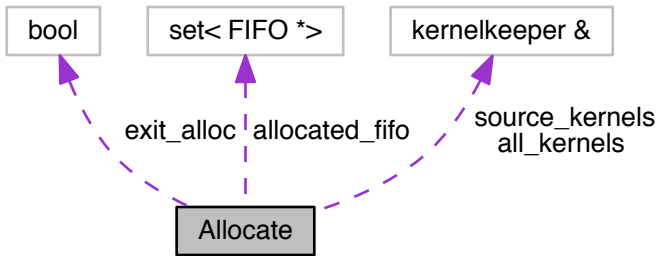 bool
set< FIFO *>
kernelkeeper &
exit_alloc
allocated_fifo
source_kernels
all_kernels
Allocate